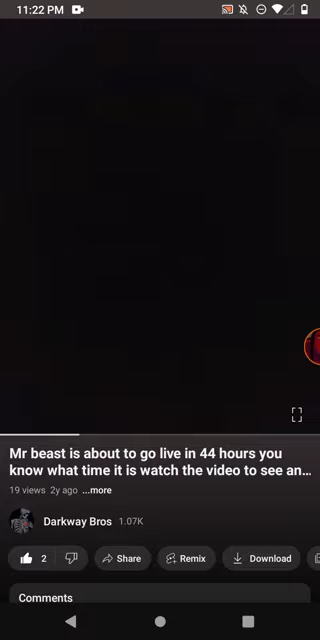 11:22 PM
Mr beast is about to go live in 44 hours you
know what time it is watch the video to see an...
19 views 2y ago ...more
Darkway Bros 1.07K
2 Share Remix Download
Comments